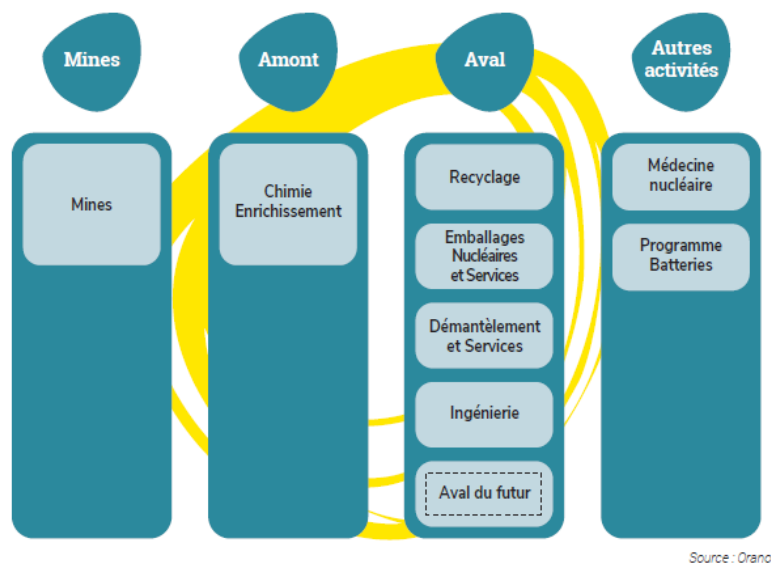 Mines
Amont
Aval
Autres
activités
Mines
Chimie
Enrichissement
Recyclage
Emballages
Nucléaires
et Services
Démantèlement
et Services
Ingénierie
Aval du futur
Médecine
nucléaire
Programme
Batteries
Source : Orano